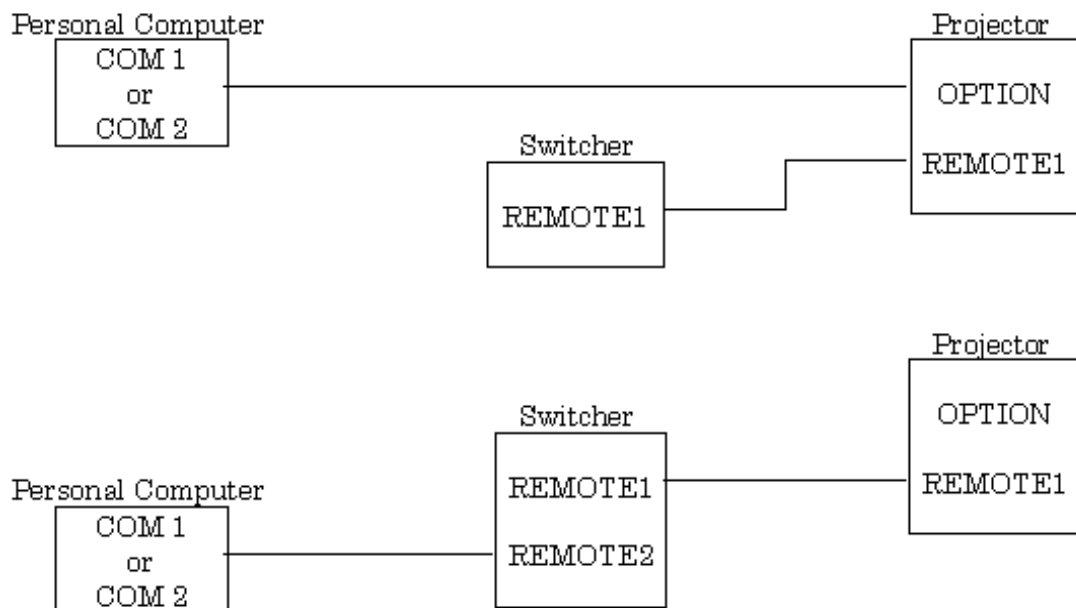 Personal Computer
COM 1
or
COM 2
Projector
OPTION
REMOTE1
Switcher
REMOTE1
Projector
OPTION
REMOTE1
Switcher
REMOTE1
REMOTE2
Personal Computer
COM 1
or
COM 2